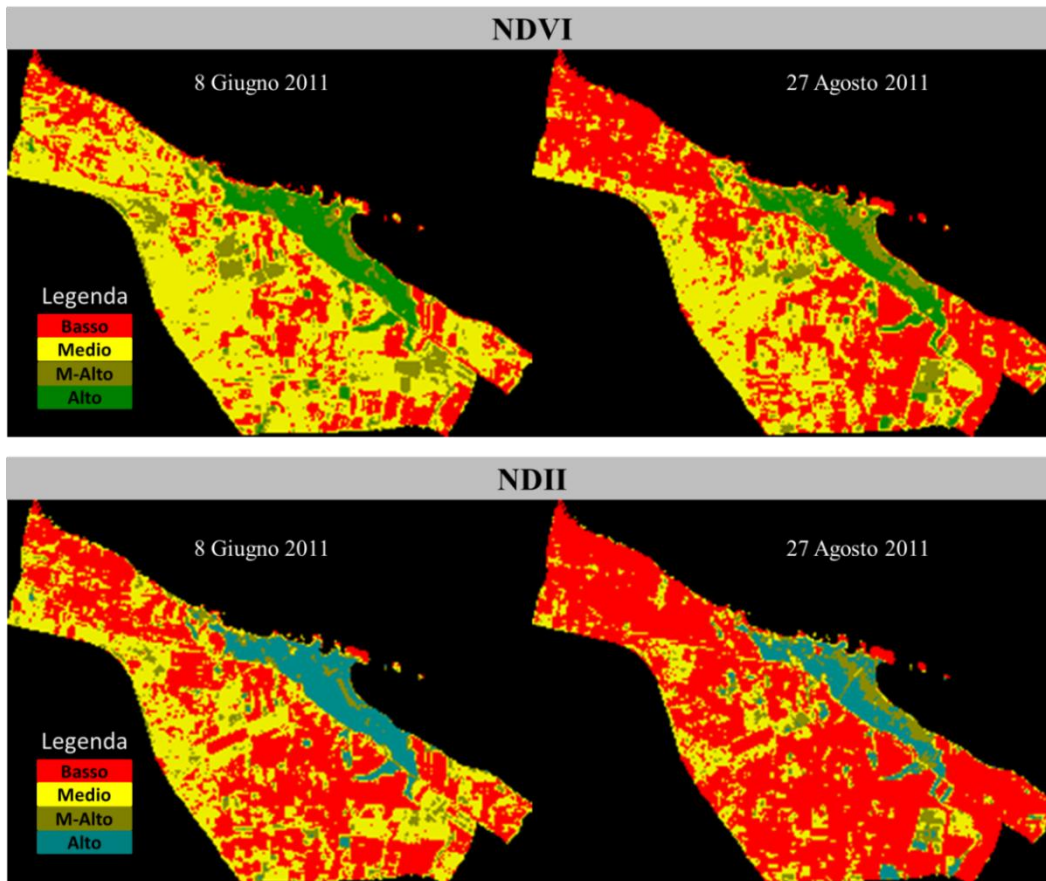 NDVI
8 Giugno 2011
27 Agosto 2011
Legenda
Basso
Medio
M-Alto
Alto
NDII
8 Giugno 2011
27 Agosto 2011
Legenda
Basso
Medio
M-Alto
Alto